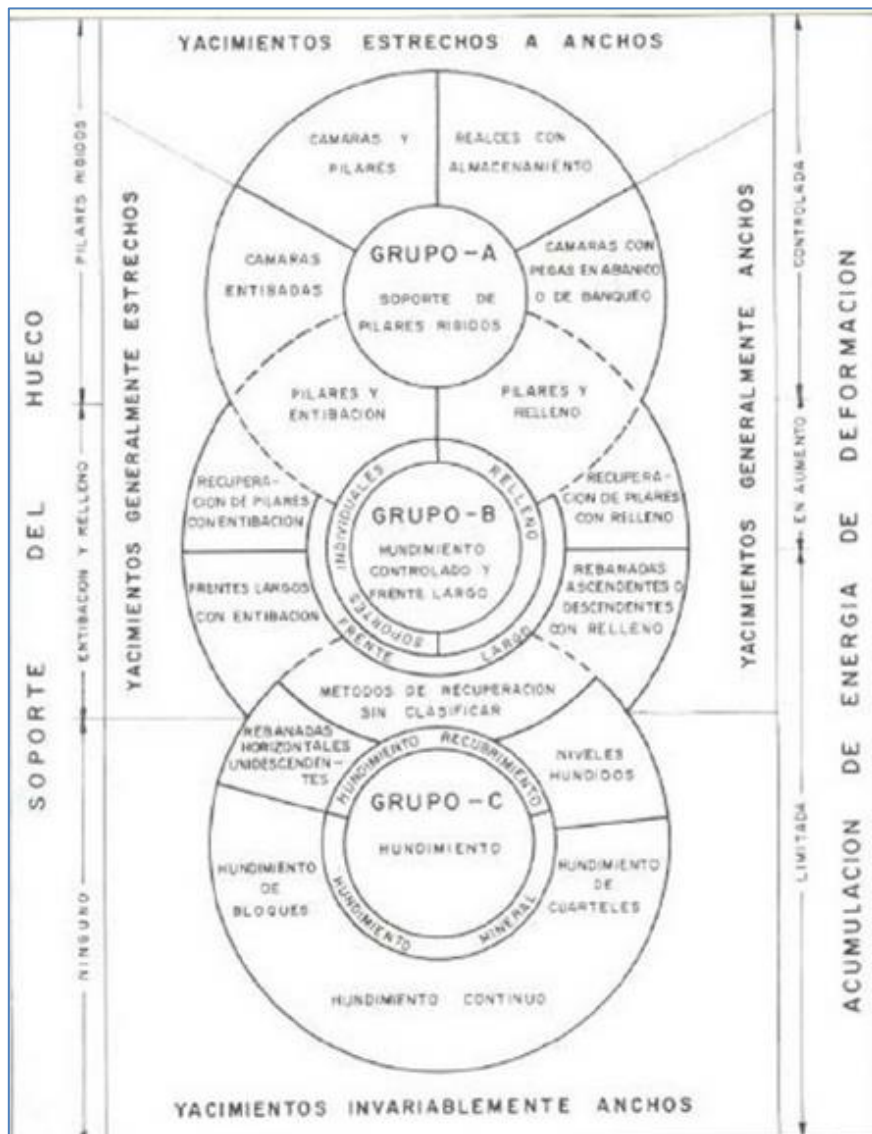 YACIMIENTOS ESTRECHOS A ANCHOS
CAMARAS Y
PILARES
REALCES CON
ALMACENAMIENTO
CAMARAS
ENTIBADAS
GRUPO-A
SOPORTE DE
PILARES RIGIDOS
CAMARAS CON
PEGAS EN ABANICO
O DE BANQUEO
PILARES Y
ENTIBACION
PILARES Y
RELLENO
RECUPERA-
CION DE PILARES
CON ENTIBACION
INDIVIDUALES
RELLENO
GRUPO-B
HUNDIMIENTO
CONTROLADO Y
FRENTE LARGO
RECUPERA-
CION DE PILARES
CON RELLENO
FRENTES LARGOS
CON ENTIBACION
SOPORTES
FRENTE LARGO
REBANADAS
ASCENDENTES O
DESCENDENTES
CON RELLENO
METODOS DE RECUPERACION
SIN CLASIFICAR
REBANADAS
HORIZONTALES
UNIDESCENDEN-
TES
HUNDIMIENTO RECUBRIMIENTO
GRUPO-C
HUNDIMIENTO
NIVELES
HUNDIDOS
HUNDIMIENTO
DE
BLOQUES
HUNDIMIENTO MINERAL
HUNDIMIENTO
DE
CUARTELES
HUNDIMIENTO CONTINUO
YACIMIENTOS INVARIABLEMENTE ANCHOS
SOPORTE DEL HUECO
PILARES RIGIDOS
ENTIBACION Y RELLENO
NINGUNO
YACIMIENTOS GENERALMENTE ESTRECHOS
YACIMIENTOS GENERALMENTE ANCHOS
CONTROLADA
EN AUMENTO
LIMITADA
ACUMULACION DE ENERGIA DE DEFORMACION